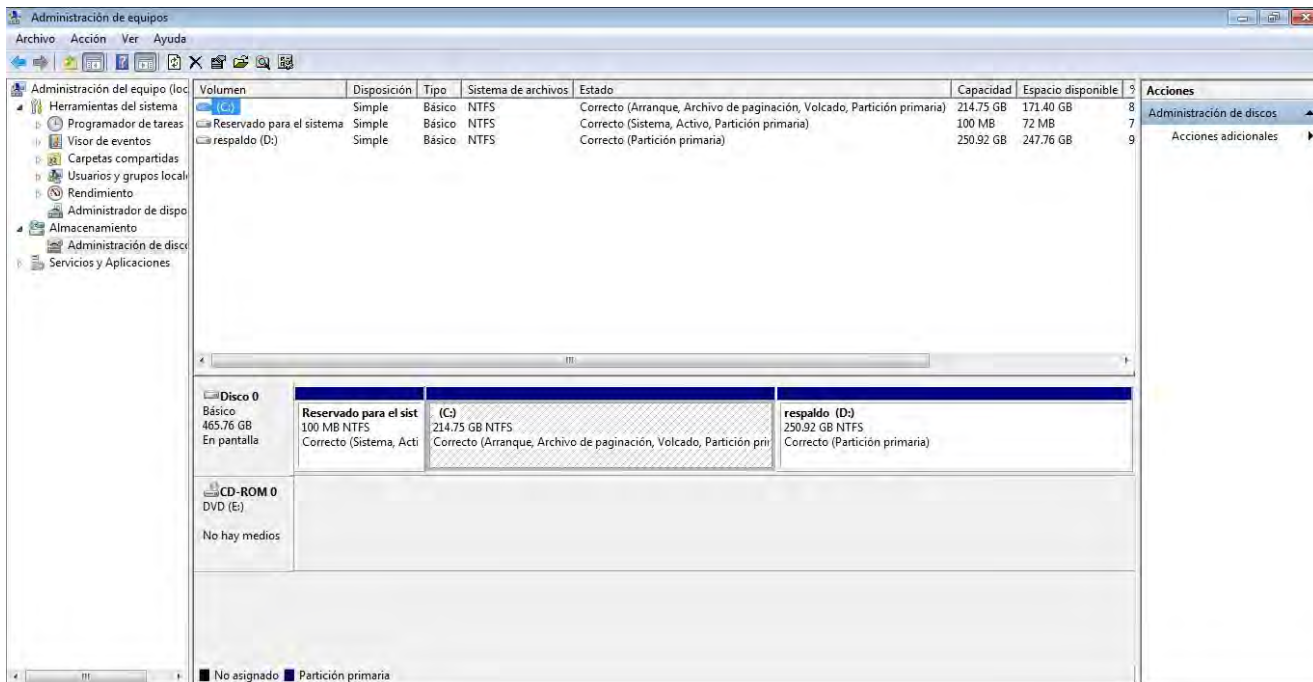 Administración de equipos
Archivo Acción Ver Ayuda
Administración del equipo (loc
Herramientas del sistema
Programador de tareas
Visor de eventos
Carpetas compartidas
Usuarios y grupos locale
Rendimiento
Administrador de dispo
Almacenamiento
Administración de disco
Servicios y Aplicaciones
Volumen Disposición Tipo Sistema de archivos Estado Capacidad Espacio disponible
(C:) Simple Básico NTFS Correcto (Arranque, Archivo de paginación, Volcado, Partición primaria) 214.75 GB 171.40 GB 8
Reservado para el sistema Simple Básico NTFS Correcto (Sistema, Activo, Partición primaria) 100 MB 72 MB 7
respaldo (D:) Simple Básico NTFS Correcto (Partición primaria) 250.92 GB 247.76 GB 9
Disco 0
Básico
465.76 GB
En pantalla
Reservado para el sist
100 MB NTFS
Correcto (Sistema, Acti
(C:)
214.75 GB NTFS
Correcto (Arranque, Archivo de paginación, Volcado, Partición pri
respaldo (D:)
250.92 GB NTFS
Correcto (Partición primaria)
CD-ROM 0
DVD (E:)
No hay medios
No asignado Partición primaria
Acciones
Administración de discos
Acciones adicionales